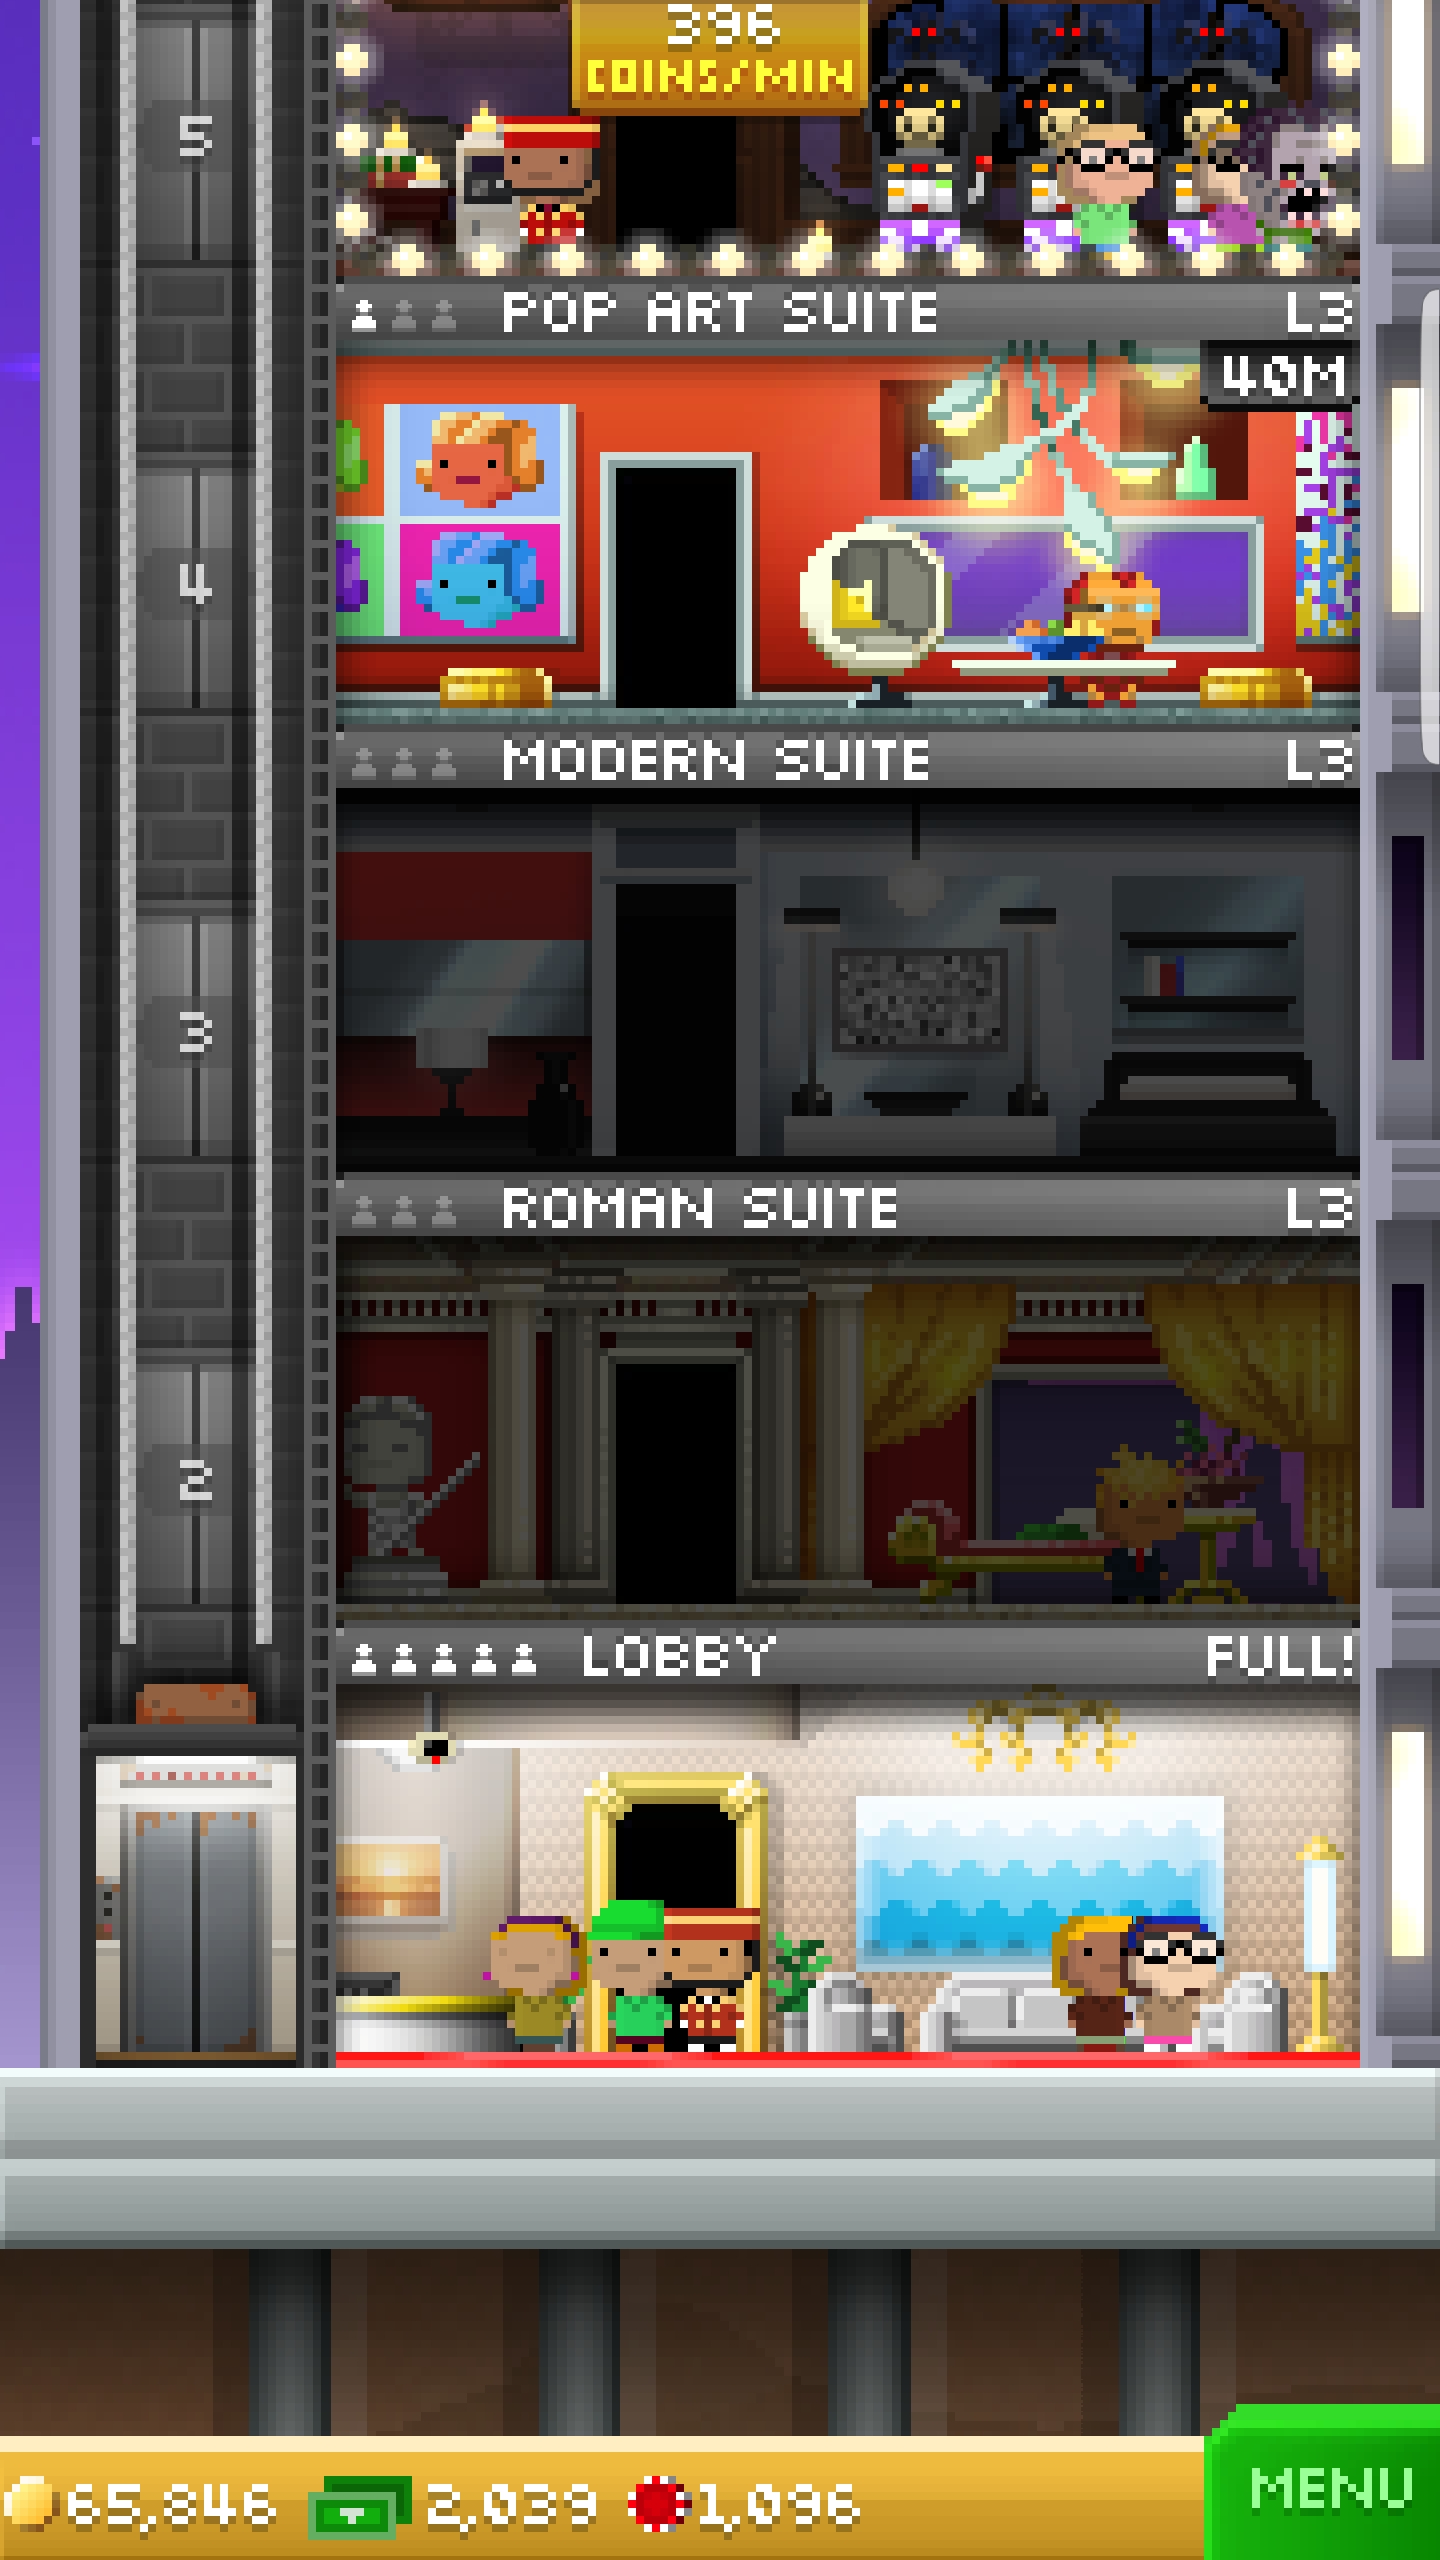 396
COINS/MIN
5
POP ART SUITE L3
40M
4
MODERN SUITE L3
3
ROMAN SUITE L3
2
LOBBY FULL!
65,846 2,039 1,096 MENU